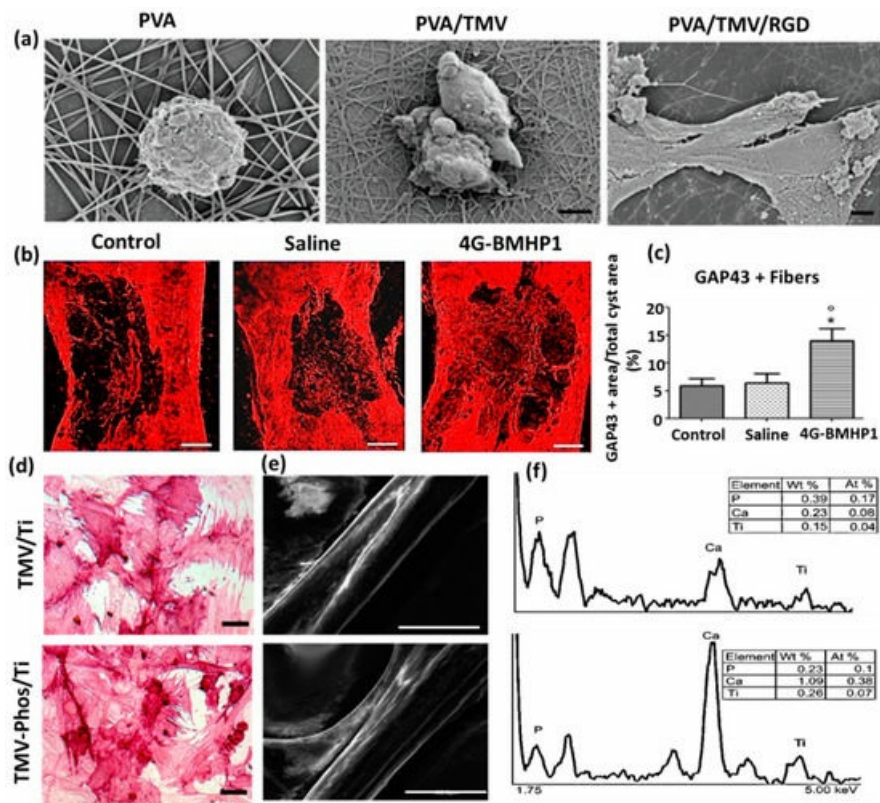 PVA PVA/TMV PVA/TMV/RGD
(a)
Control Saline 4G-BMHP1
(b)
(c)
GAP43 + Fibers
GAP43 + area/Total cyst area
(%)
20
15
10
5
0
°
*
Control Saline 4G-BMHP1
(d) (e) (f)
TMV/Ti
Element Wt % At %
P 0.39 0.17
Ca 0.23 0.08
Ti 0.15 0.04
P Ca Ti
TMV-Phos/Ti
Element Wt % At %
P 0.23 0.1
Ca 1.09 0.38
Ti 0.26 0.07
P Ca Ti
1.75 5.00 keV